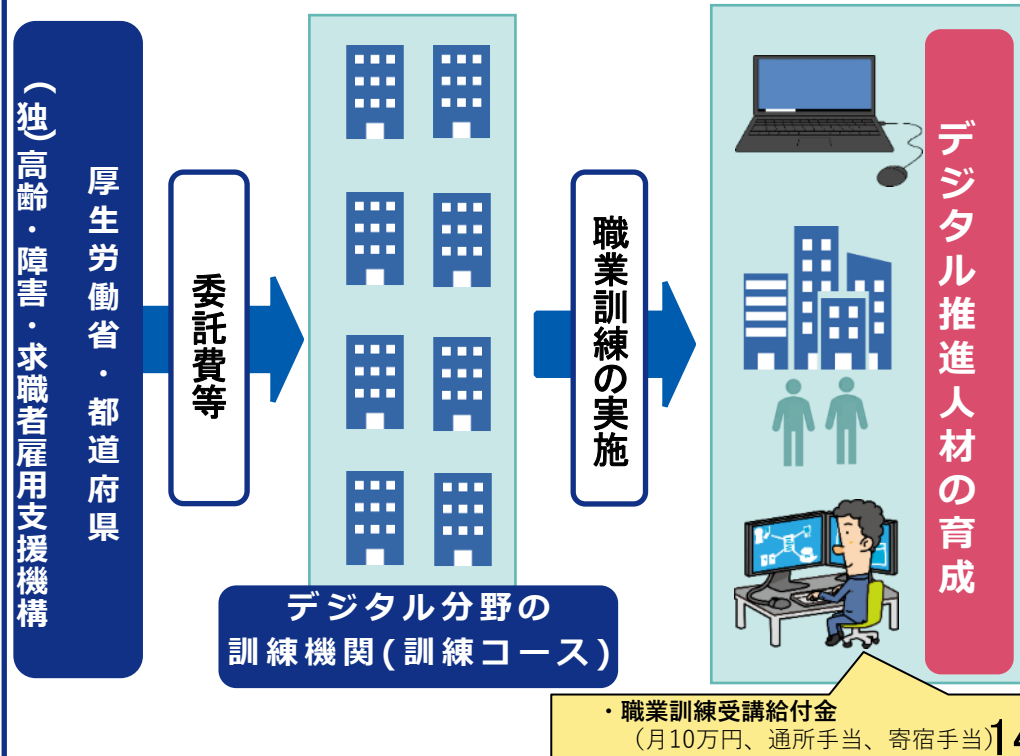 厚生労働省・都道府県
(独)高齢・障害・求職者雇用支援機構
委託費等
デジタル分野の
訓練機関(訓練コース)
職業訓練の実施
デジタル推進人材の育成
・職業訓練受講給付金
(月10万円、通所手当、寄宿手当)